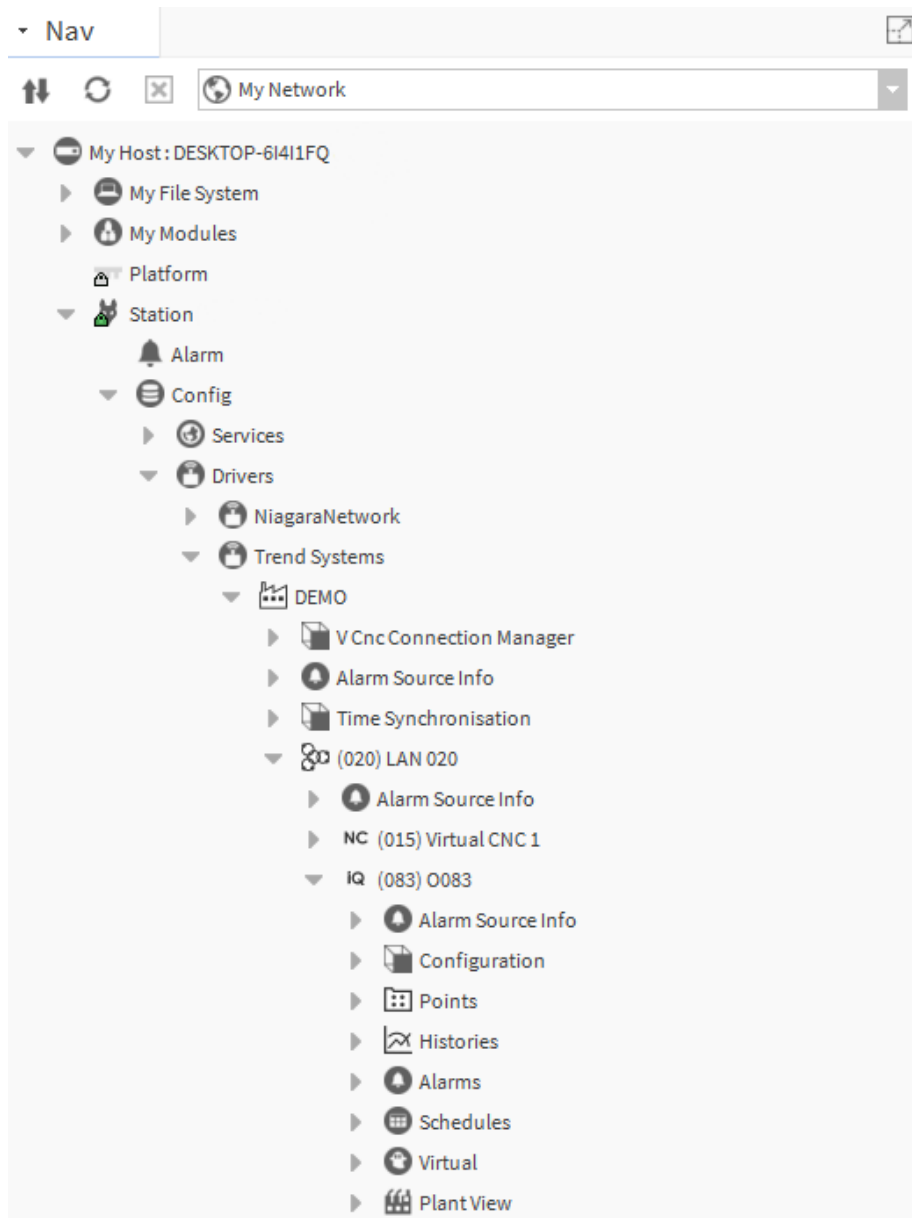 Nav
My Network
My Host : DESKTOP-6I4I1FQ
My File System
My Modules
Platform
Station
Alarm
Config
Services
Drivers
NiagaraNetwork
Trend Systems
DEMO
V Cnc Connection Manager
Alarm Source Info
Time Synchronisation
(020) LAN 020
Alarm Source Info
NC (015) Virtual CNC 1
iQ (083) O083
Alarm Source Info
Configuration
Points
Histories
Alarms
Schedules
Virtual
Plant View